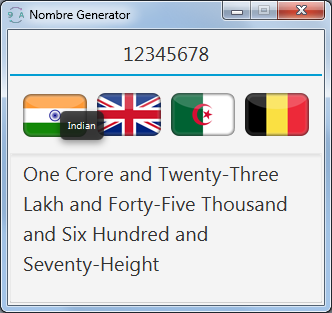 Nombre Generator
12345678
Indian
One Crore and Twenty-Three
Lakh and Forty-Five Thousand
and Six Hundred and
Seventy-Height